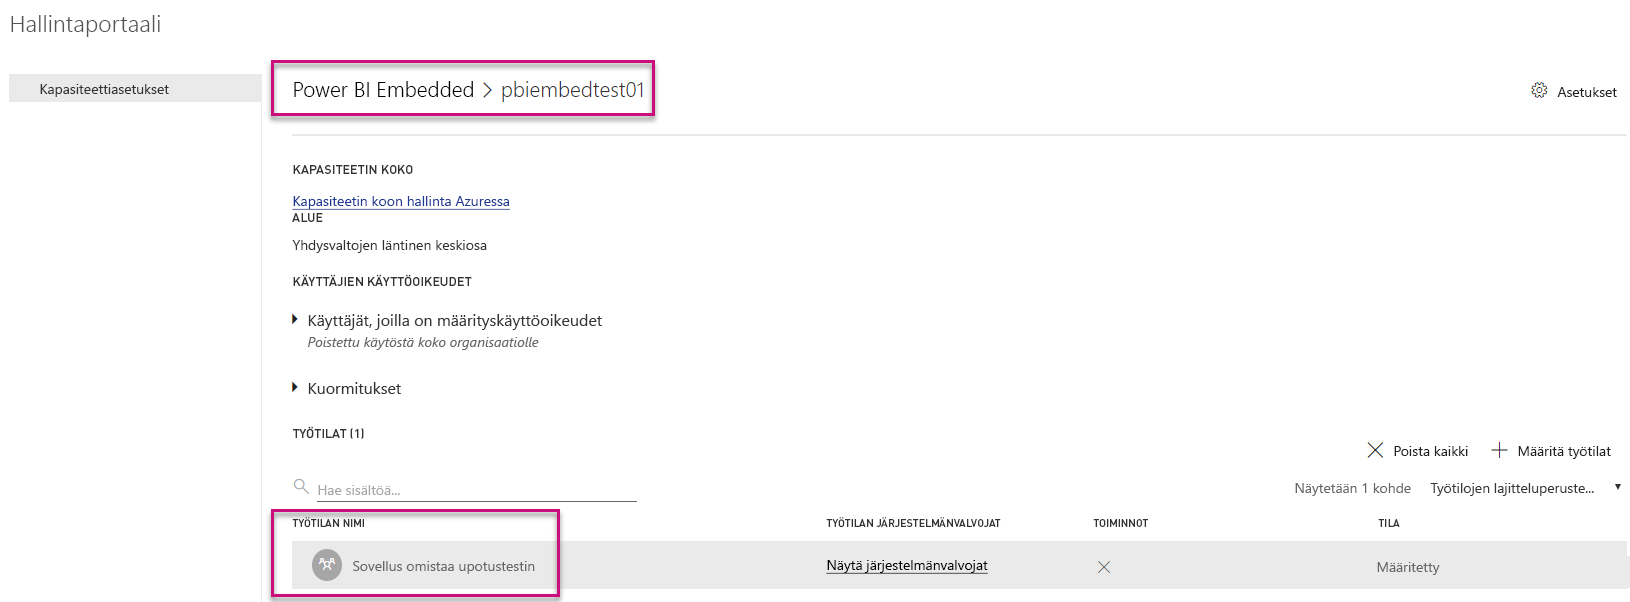 Hallintaportaali
Kapasiteettiasetukset
Power BI Embedded > pbiembedtest01
Asetukset
KAPASITEETIN KOKO
Kapasiteetin koon hallinta Azuressa
ALUE
Yhdysvaltojen läntinen keskiosa
KÄYTTÄJIEN KÄYTTÖOIKEUDET
Käyttäjät, joilla on määrityskäyttöoikeudet
Poistettu käytöstä koko organisaatiolle
Kuormitukset
TYÖTILAT (1)
Poista kaikki Määritä työtilat
Hae sisältöä...
Näytetään 1 kohde Työtilojen lajitteluperuste...
TYÖTILAN NIMI TYÖTILAN JÄRJESTELMÄNVALVOJAT TOIMINNOT TILA
Sovellus omistaa upotustestin Näytä järjestelmänvalvojat Määritetty